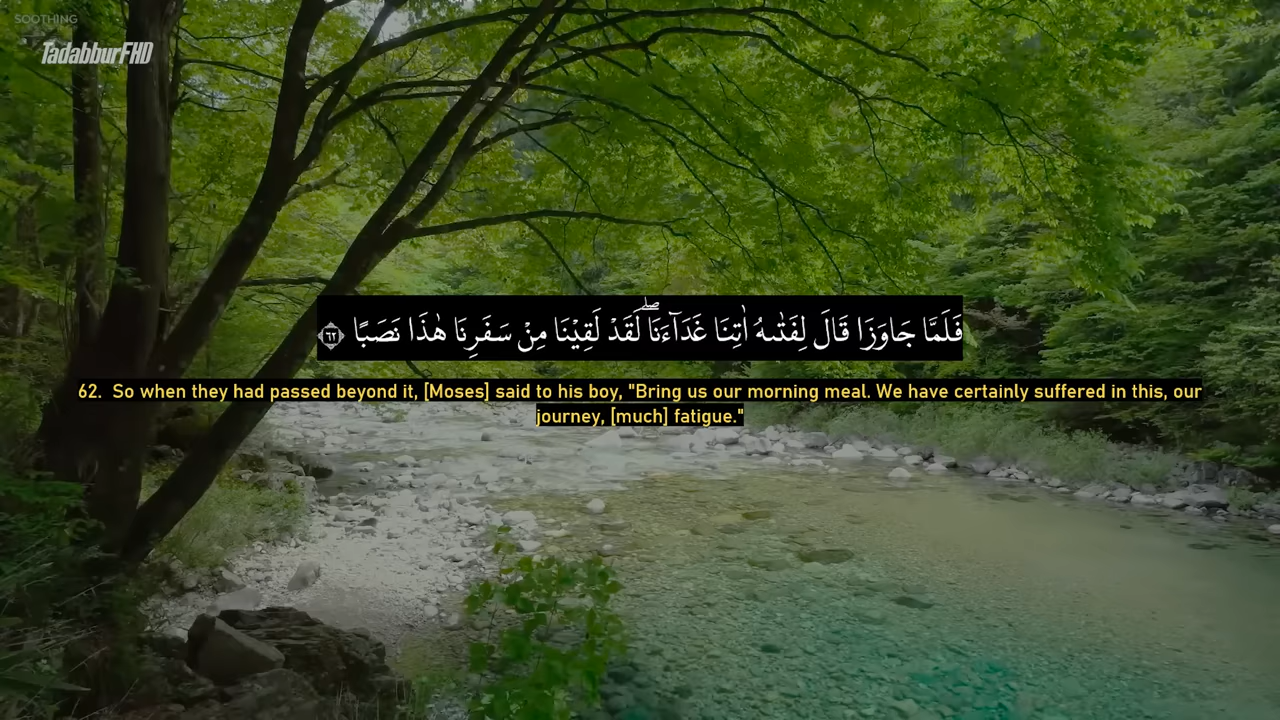 SOOTHING
TadabburFHD
فَلَمَّا جَاوَزَا قَالَ لِفَتٰىهُ اٰتِنَا غَدَآءَنَا ۖ لَقَدْ لَقِيْنَا مِنْ سَفَرِنَا هٰذَا نَصَبًا ٦٢
62. So when they had passed beyond it, [Moses] said to his boy, "Bring us our morning meal. We have certainly suffered in this, our
journey, [much] fatigue."